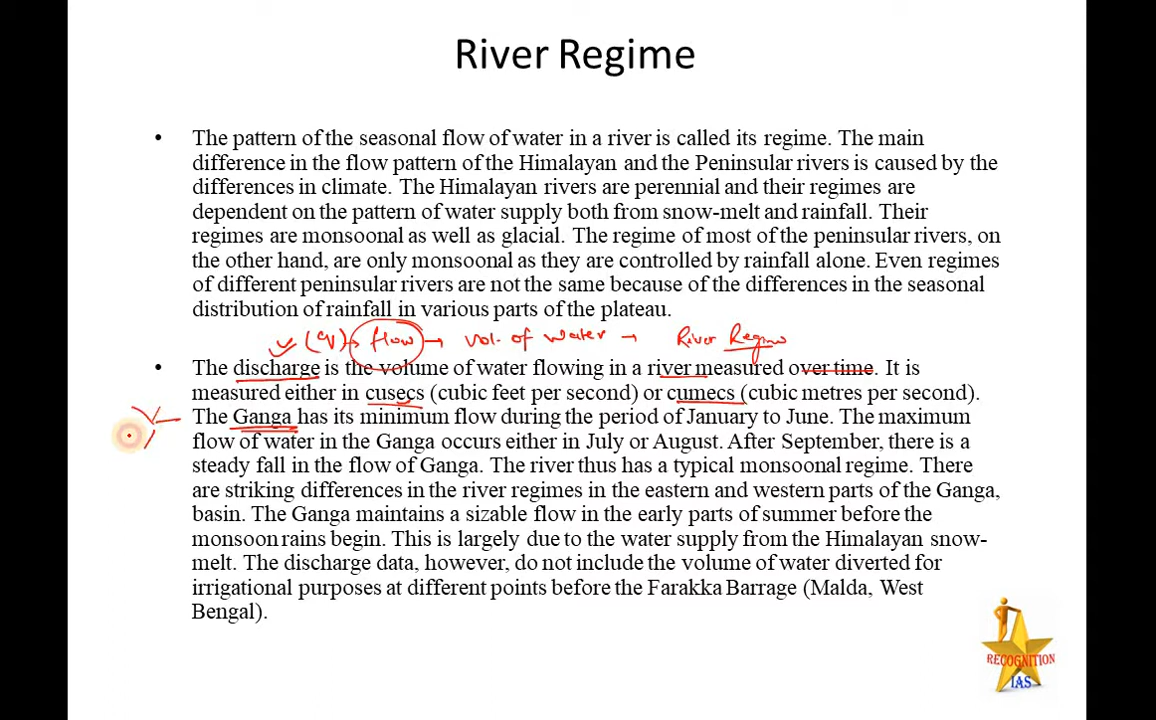 River Regime
• The pattern of the seasonal flow of water in a river is called its regime. The main
difference in the flow pattern of the Himalayan and the Peninsular rivers is caused by the
differences in climate. The Himalayan rivers are perennial and their regimes are
dependent on the pattern of water supply both from snow-melt and rainfall. Their
regimes are monsoonal as well as glacial. The regime of most of the peninsular rivers, on
the other hand, are only monsoonal as they are controlled by rainfall alone. Even regimes
of different peninsular rivers are not the same because of the differences in the seasonal
distribution of rainfall in various parts of the plateau.
flow → vol. of water → River Regime
• The discharge is the volume of water flowing in a river measured over time. It is
measured either in cusecs (cubic feet per second) or cumecs (cubic metres per second).
The Ganga has its minimum flow during the period of January to June. The maximum
flow of water in the Ganga occurs either in July or August. After September, there is a
steady fall in the flow of Ganga. The river thus has a typical monsoonal regime. There
are striking differences in the river regimes in the eastern and western parts of the Ganga,
basin. The Ganga maintains a sizable flow in the early parts of summer before the
monsoon rains begin. This is largely due to the water supply from the Himalayan snow-
melt. The discharge data, however, do not include the volume of water diverted for
irrigational purposes at different points before the Farakka Barrage (Malda, West
Bengal).
RECOGNITION
IAS